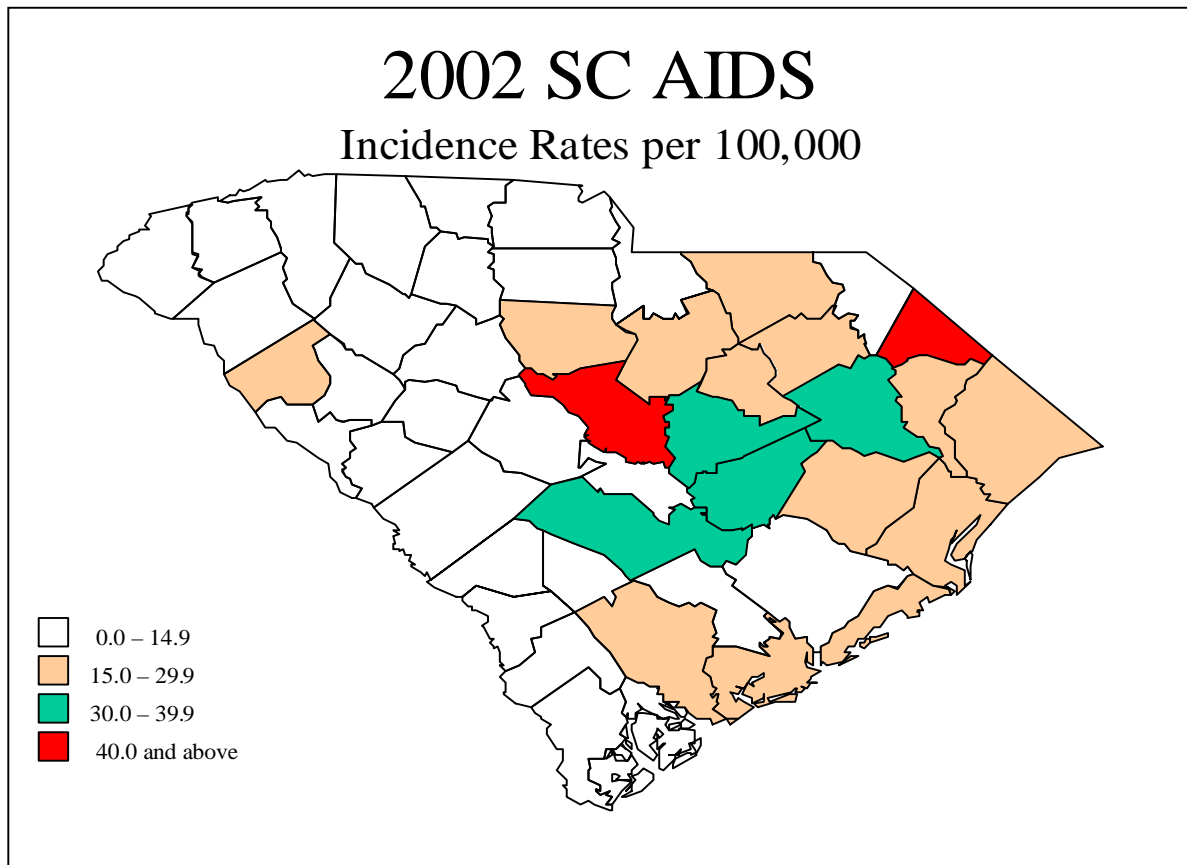 2002 SC AIDS
Incidence Rates per 100,000
0.0 – 14.9
15.0 – 29.9
30.0 – 39.9
40.0 and above